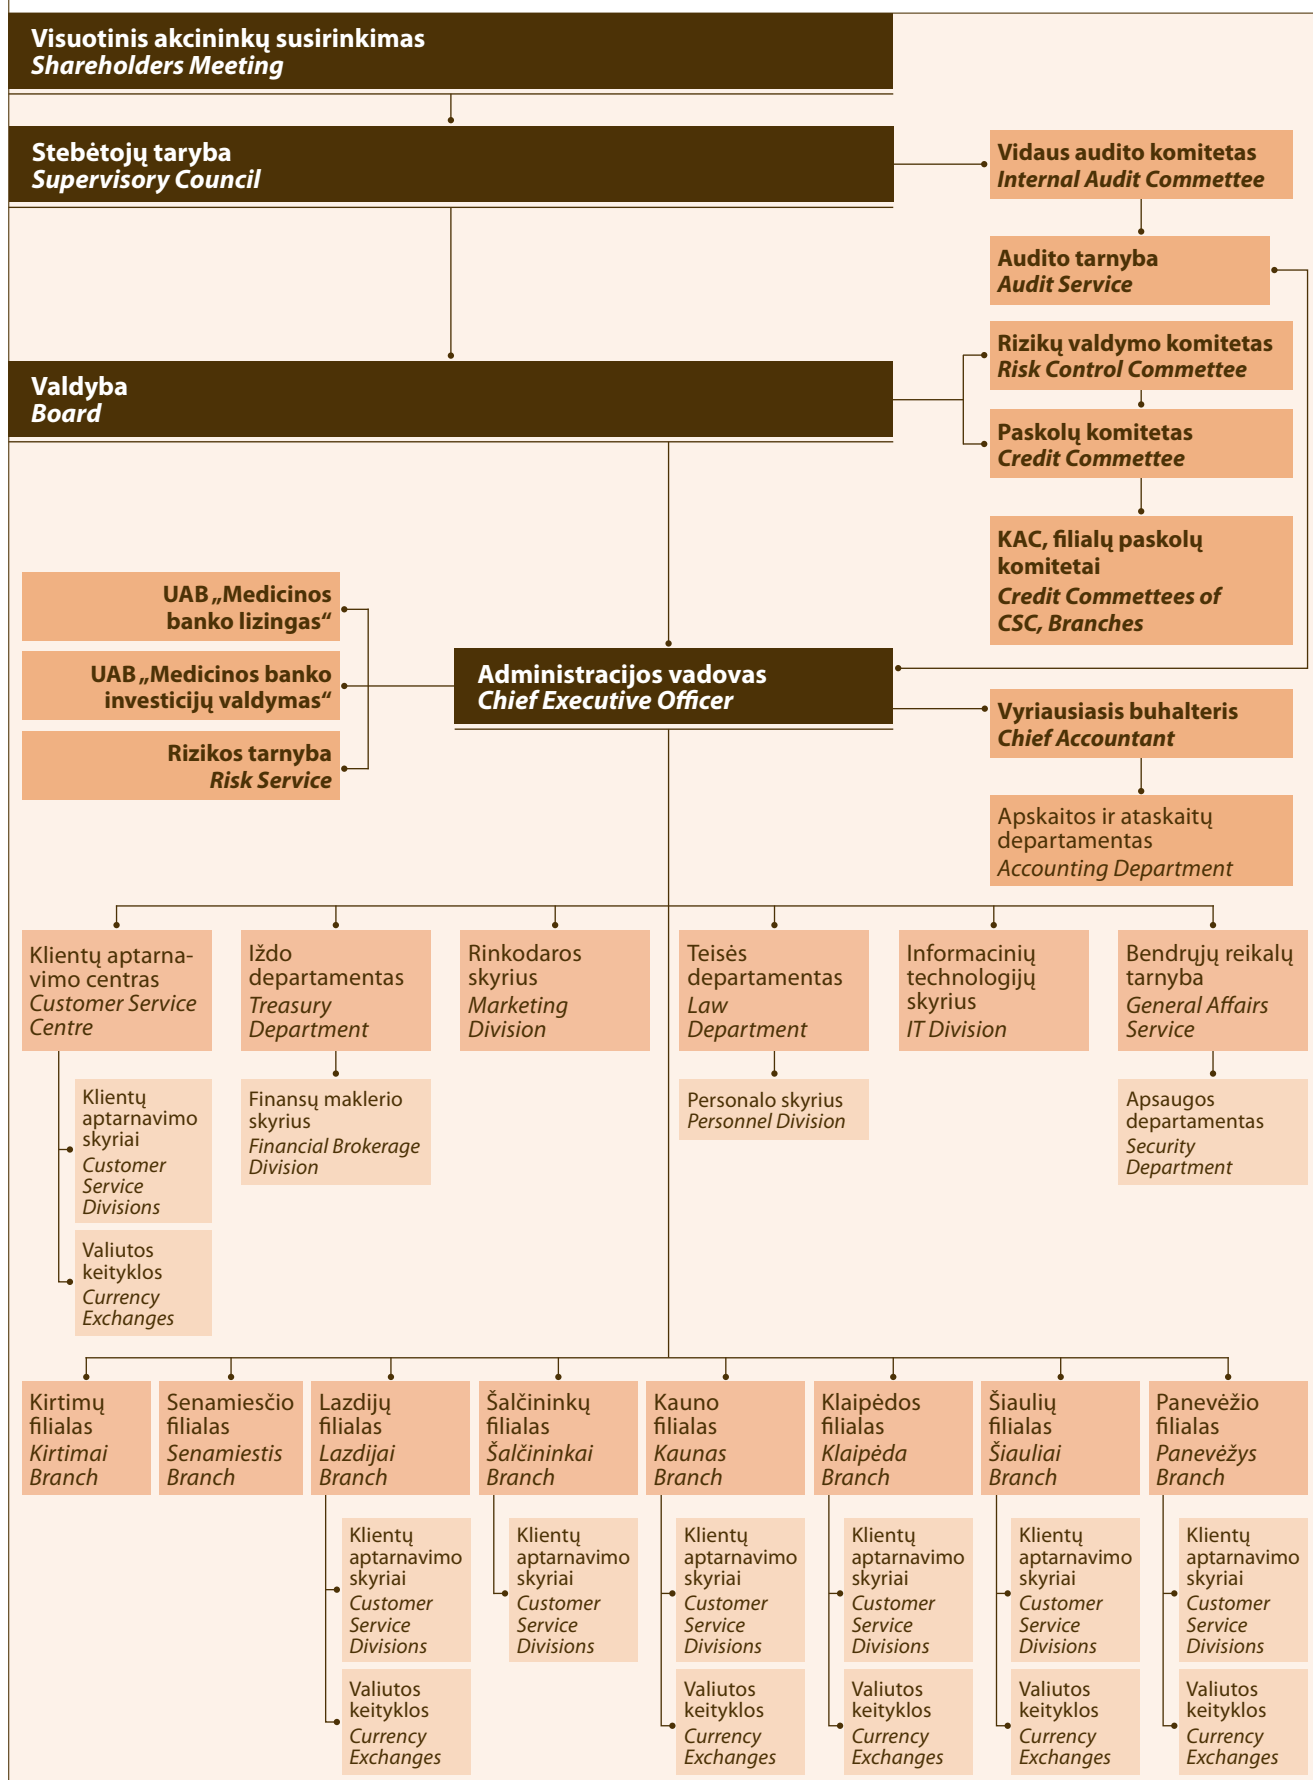 Visuotinis akcininkų susirinkimas
Shareholders Meeting
Stebėtojų taryba
Supervisory Council
Vidaus audito komitetas
Internal Audit Committee
Audito tarnyba
Audit Service
Valdyba
Board
Rizikų valdymo komitetas
Risk Control Committee
Paskolų komitetas
Credit Commettee
KAC, filialų paskolų
komitetai
Credit Committees of
CSC, Branches
UAB „Medicinos
banko lizingas“
UAB „Medicinos banko
investicijų valdymas“
Rizikos tarnyba
Risk Service
Administracijos vadovas
Chief Executive Officer
Vyriausiasis buhalteris
Chief Accountant
Apskaitos ir ataskaitų
departamentas
Accounting Department
Klientų aptarna-
vimo centras
Customer Service
Centre
Iždo
departamentas
Treasury
Department
Rinkodaros
skyrius
Marketing
Division
Teisės
departamentas
Law
Department
Informacinių
technologijų
skyrius
IT Division
Bendrųjų reikalų
tarnyba
General Affairs
Service
Klientų
aptarnavimo
skyriai
Customer
Service
Divisions
Valiutos
keityklos
Currency
Exchanges
Finansų maklerio
skyrius
Financial Brokerage
Division
Personalo skyrius
Personnel Division
Apsaugos
departamentas
Security
Department
Kirtimų
filialas
Kirtimai
Branch
Senamiesčio
filialas
Senamiestis
Branch
Lazdijų
filialas
Lazdijai
Branch
Šalčininkų
filialas
Šalčininkai
Branch
Kauno
filialas
Kaunas
Branch
Klaipėdos
filialas
Klaipėda
Branch
Šiaulių
filialas
Šiauliai
Branch
Panevėžio
filialas
Panevėžys
Branch
Klientų
aptarnavimo
skyriai
Customer
Service
Divisions
Valiutos
keityklos
Currency
Exchanges
Klientų
aptarnavimo
skyriai
Customer
Service
Divisions
Klientų
aptarnavimo
skyriai
Customer
Service
Divisions
Valiutos
keityklos
Currency
Exchanges
Klientų
aptarnavimo
skyriai
Customer
Service
Divisions
Valiutos
keityklos
Currency
Exchanges
Klientų
aptarnavimo
skyriai
Customer
Service
Divisions
Valiutos
keityklos
Currency
Exchanges
Klientų
aptarnavimo
skyriai
Customer
Service
Divisions
Valiutos
keityklos
Currency
Exchanges